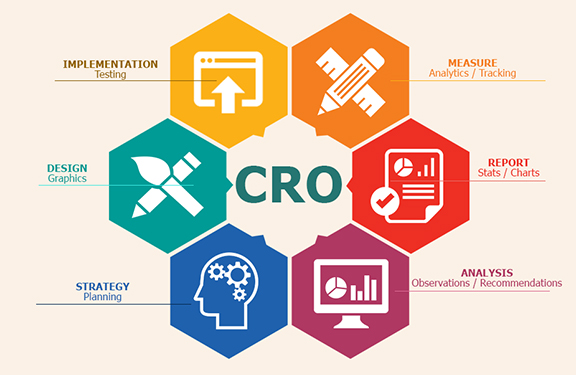 IMPLEMENTATION
Testing
MEASURE
Analytics / Tracking
DESIGN
Graphics
CRO
REPORT
Stats / Charts
STRATEGY
Planning
ANALYSIS
Observations / Recommendations